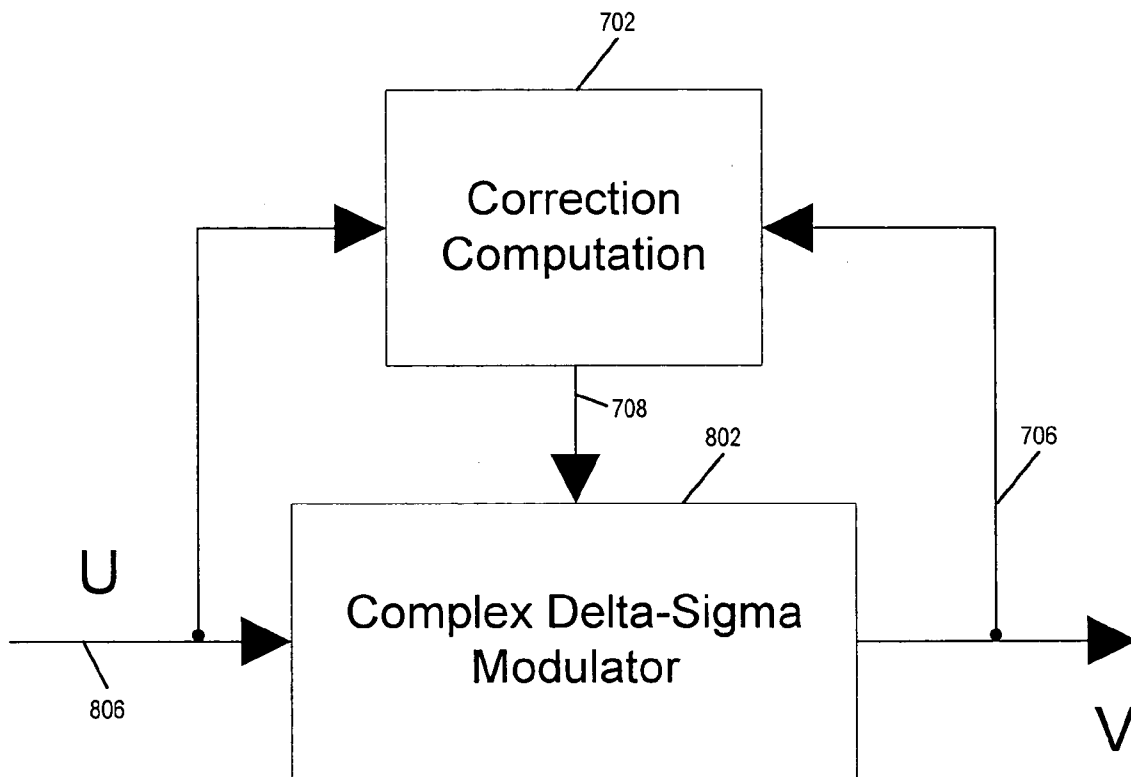 702
Correction
Computation
708
802
706
U
Complex Delta-Sigma
Modulator
806
V